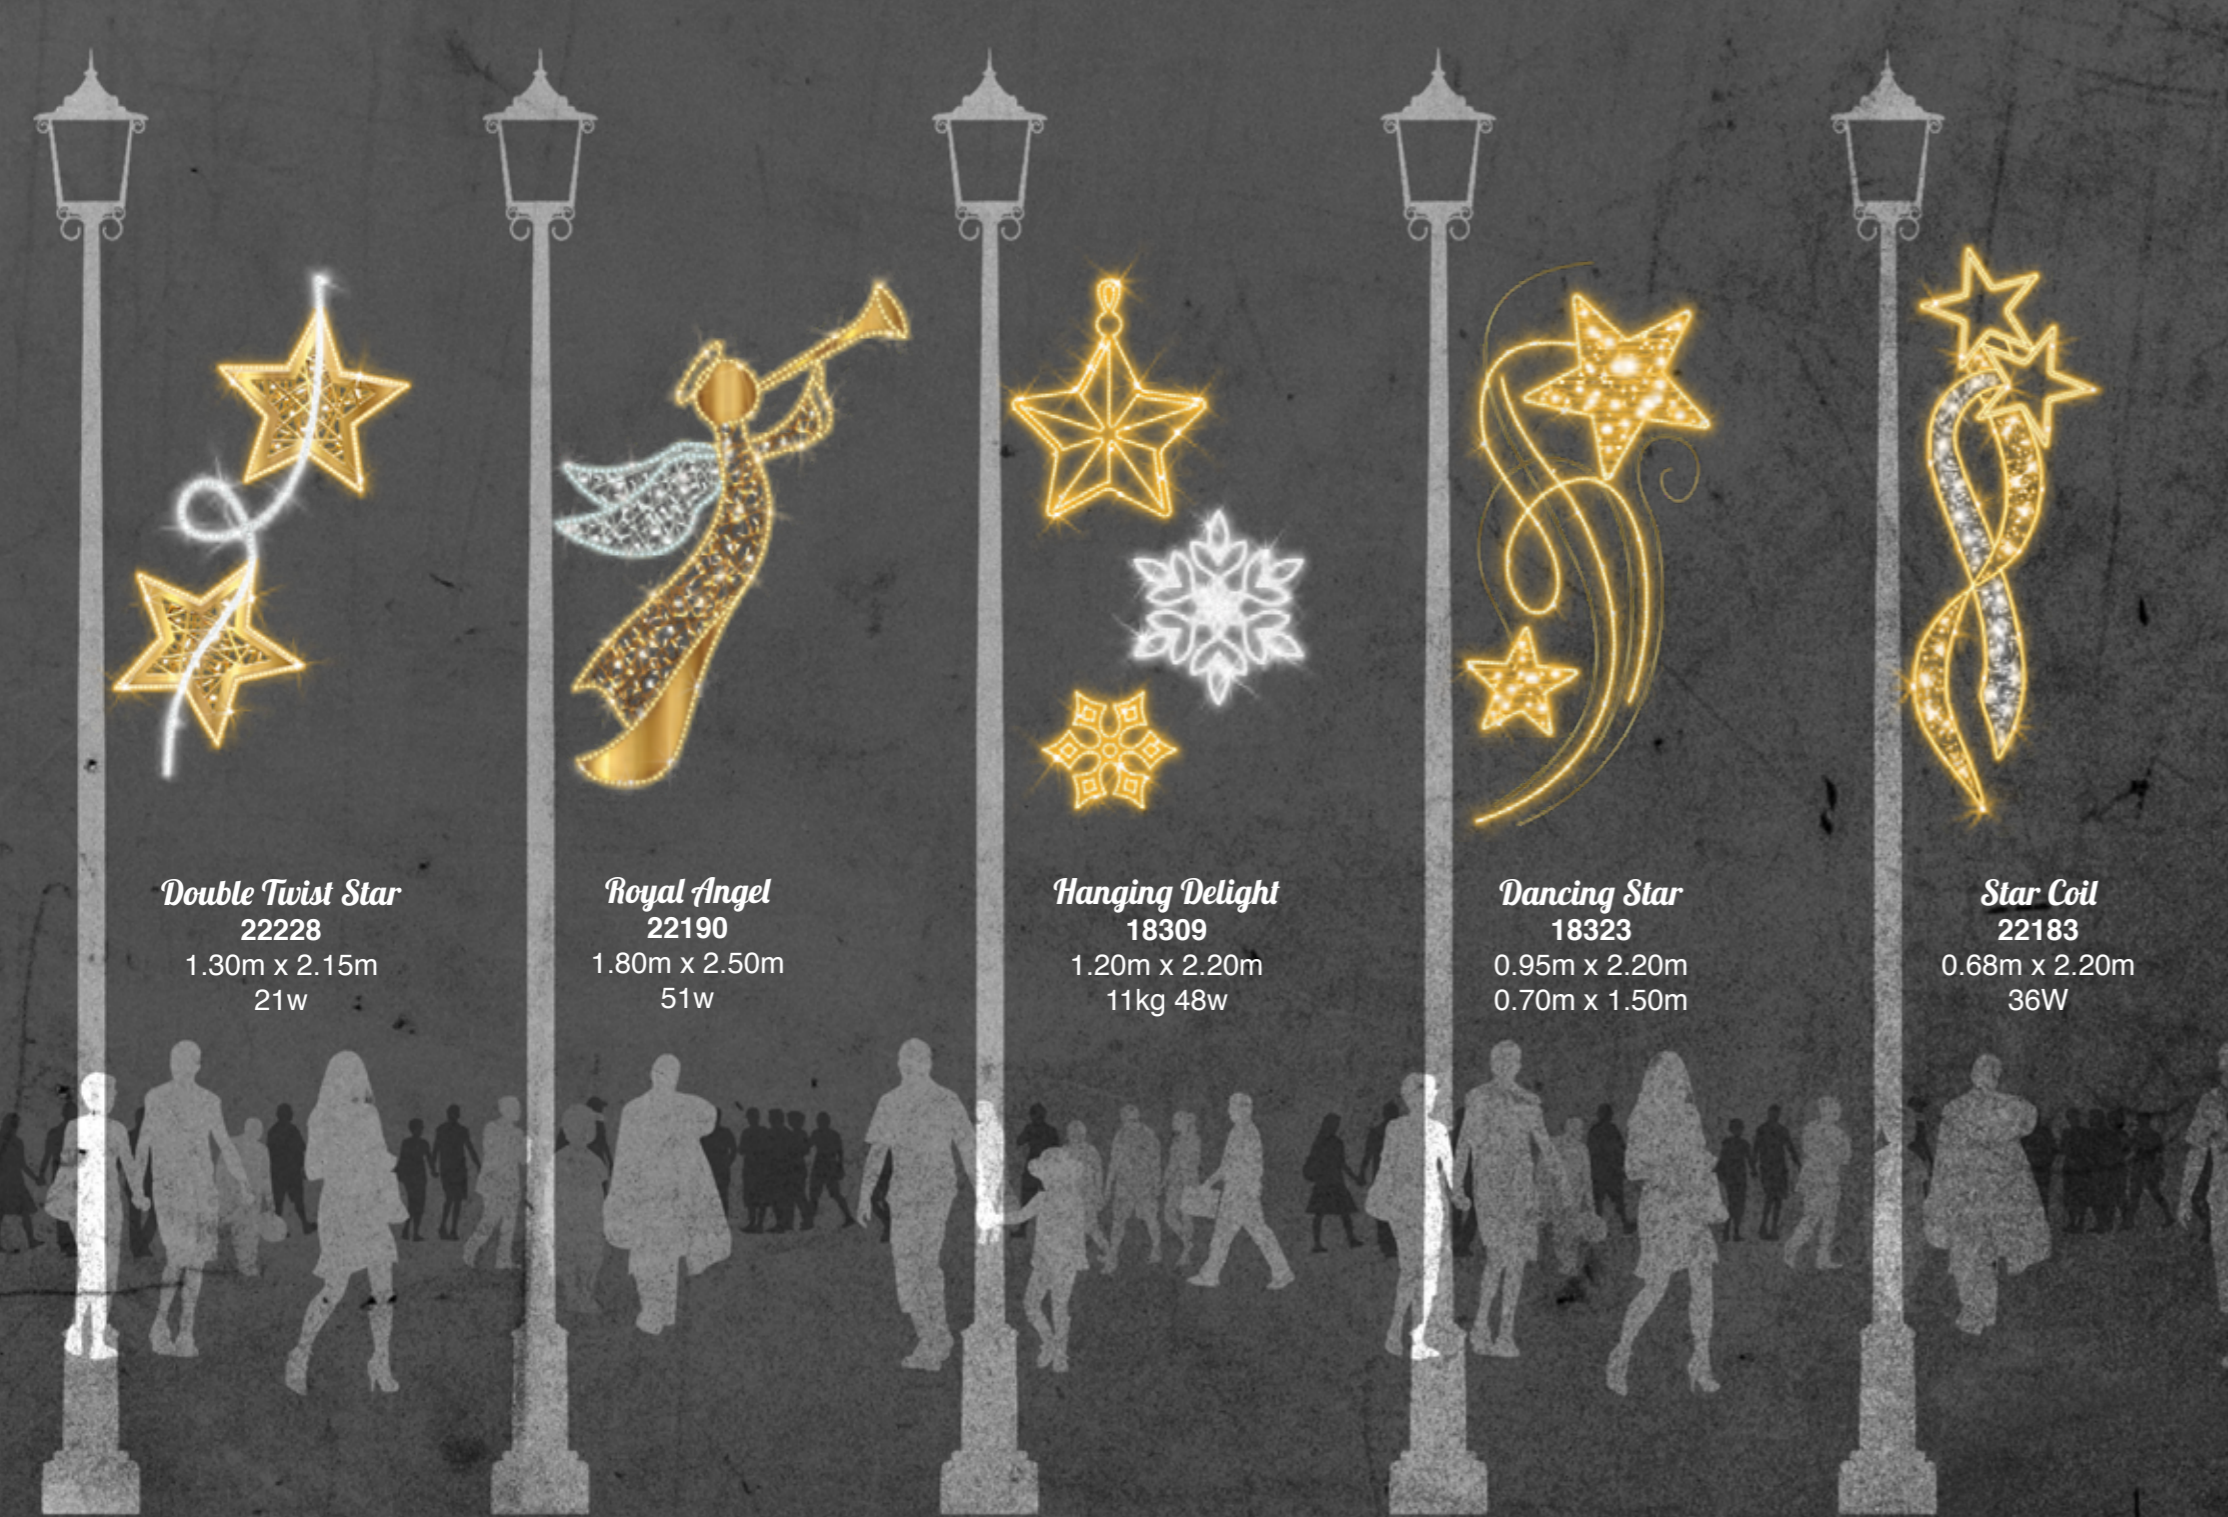 Double Twist Star
22228
1.30m x 2.15m
21w
Royal Angel
22190
1.80m x 2.50m
51w
Hanging Delight
18309
1.20m x 2.20m
11kg 48w
Dancing Star
18323
0.95m x 2.20m
0.70m x 1.50m
Star Coil
22183
0.68m x 2.20m
36W